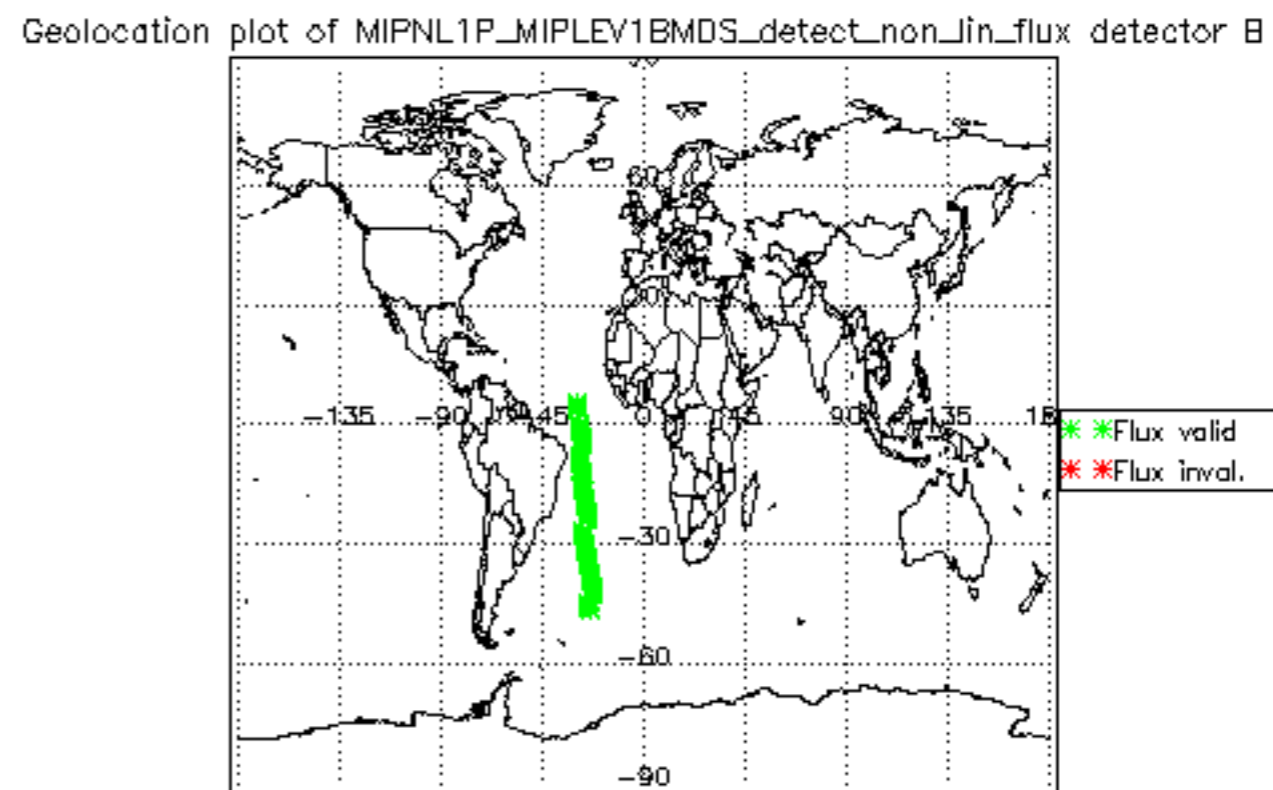 Geolocation plot of MIPNL1P_MIPLEV1BMDS_detect_non_lin_flux detector B
60
-135 -90 45 0 45 90 135
Flux valid
Flux inval.
-30
-60
-90